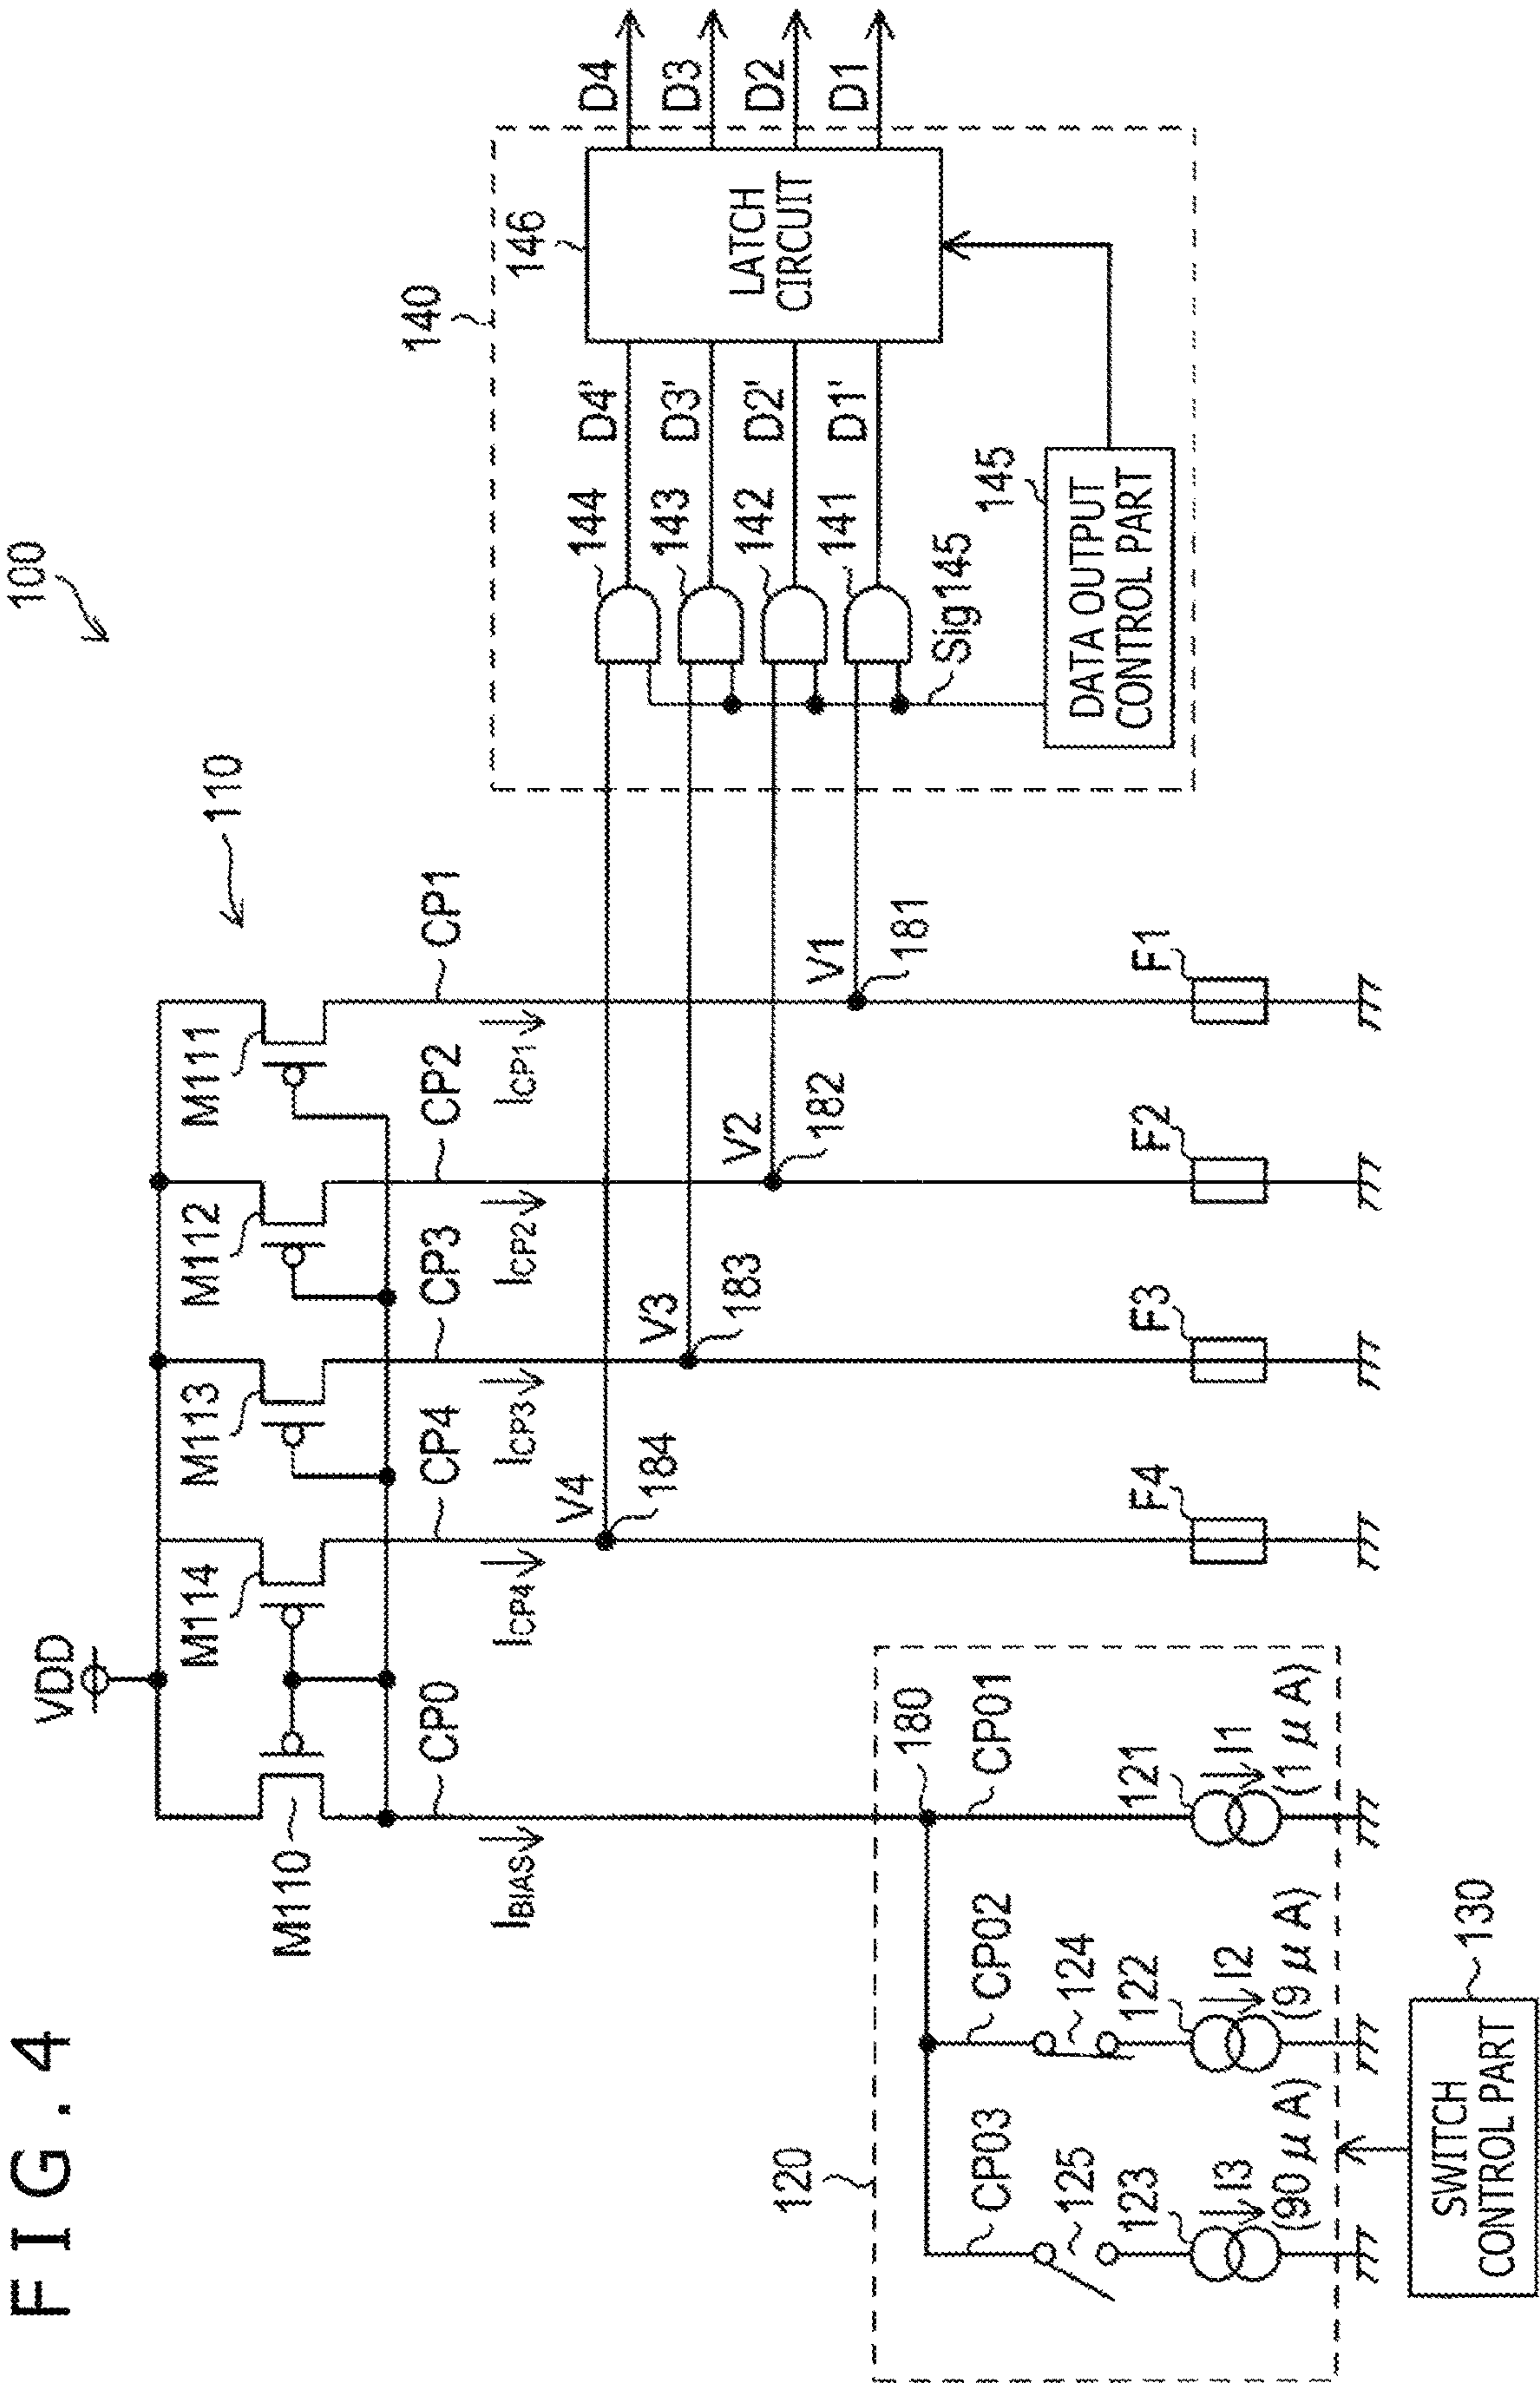 FIG. 4
100
VDD
110
M110
M114
M113
M112
M111
CP0
CP4
CP3
CP2
CP1
IBIAS
ICP4
ICP3
ICP2
ICP1
V4
184
V3
183
V2
182
V1
181
F4
F3
F2
F1
120
180
CP03
CP02
CP01
125
124
123
122
121
I3
(90 μA)
I2
(9 μA)
I1
(1 μA)
130
SWITCH
CONTROL PART
140
144
143
142
141
D4'
D3'
D2'
D1'
Sig145
145
DATA OUTPUT
CONTROL PART
146
LATCH
CIRCUIT
D4
D3
D2
D1